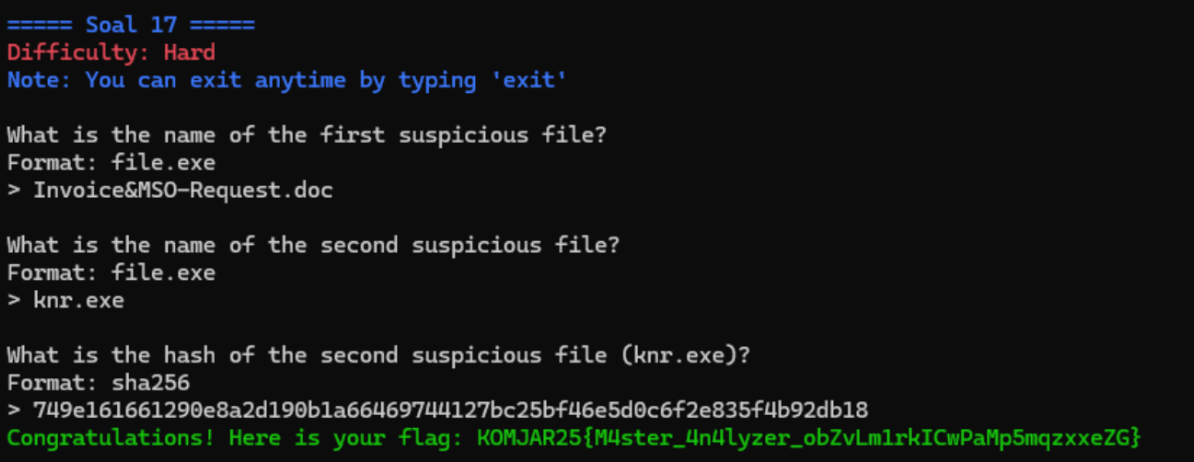 ===== Soal 17 =====
Difficulty: Hard
Note: You can exit anytime by typing 'exit'
What is the name of the first suspicious file?
Format: file.exe
> Invoice&MSO-Request.doc
What is the name of the second suspicious file?
Format: file.exe
> knr.exe
What is the hash of the second suspicious file (knr.exe)?
Format: sha256
> 749e161661290e8a2d190b1a66469744127bc25bf46e5d0c6f2e835f4b92db18
Congratulations! Here is your flag: KOMJAR25{M4ster_4n4lyzer_obZvLm1rkICwPaMp5mqzxxeZG}